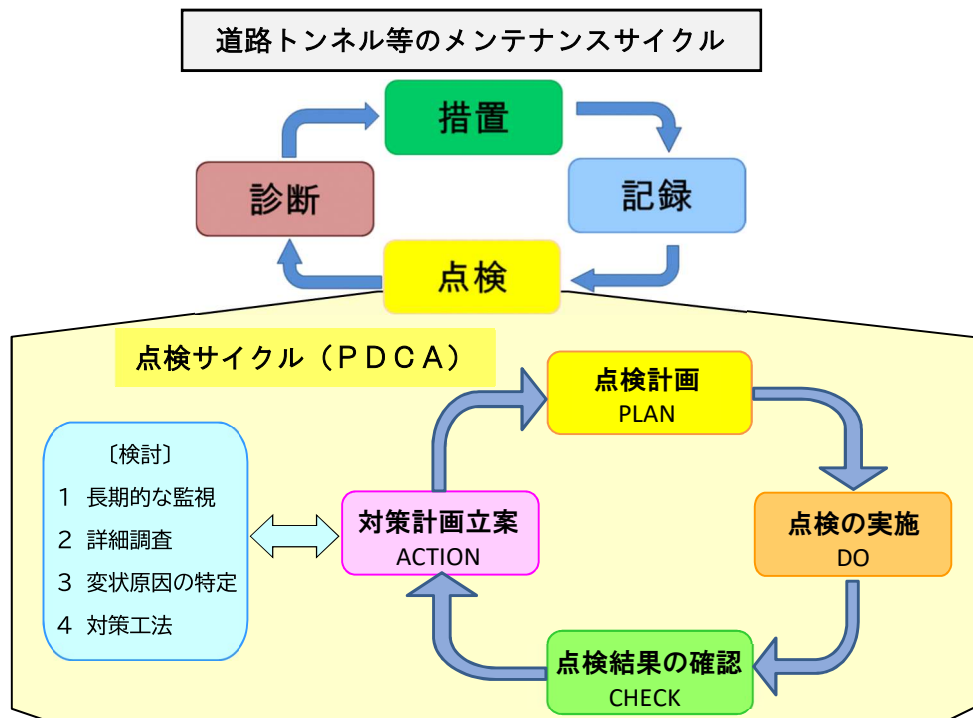 道路トンネル等のメンテナンスサイクル
措置
診断
記録
点検
点検サイクル（ＰＤＣＡ）
点検計画
PLAN
〔検討〕
１ 長期的な監視
２ 詳細調査
３ 変状原因の特定
４ 対策工法
対策計画立案
ACTION
点検の実施
DO
点検結果の確認
CHECK